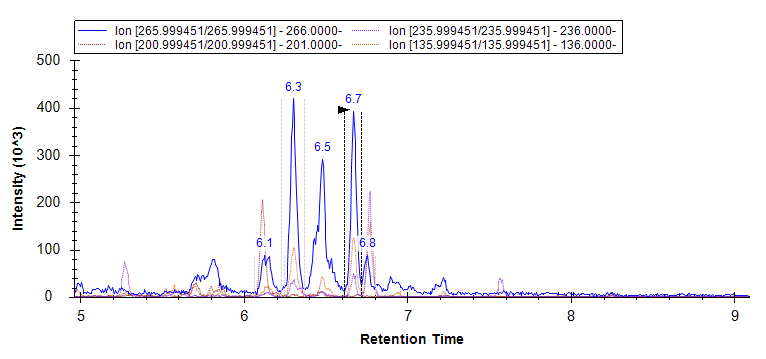 Ion [265.999451/265.999451] - 266.0000- Ion [235.999451/235.999451] - 236.0000-
Ion [200.999451/200.999451] - 201.0000- Ion [135.999451/135.999451] - 136.0000-
500
400
300
200
100
0
Intensity (10^3)
6.1
6.3
6.5
6.7
6.8
5 6 7 8 9
Retention Time